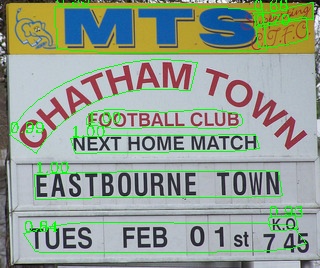 MTS
C.T.F.C.
CHATHAM TOWN
FOOTBALL CLUB
NEXT HOME MATCH
EASTBOURNE TOWN
TUES FEB 01st K.O. 7 45